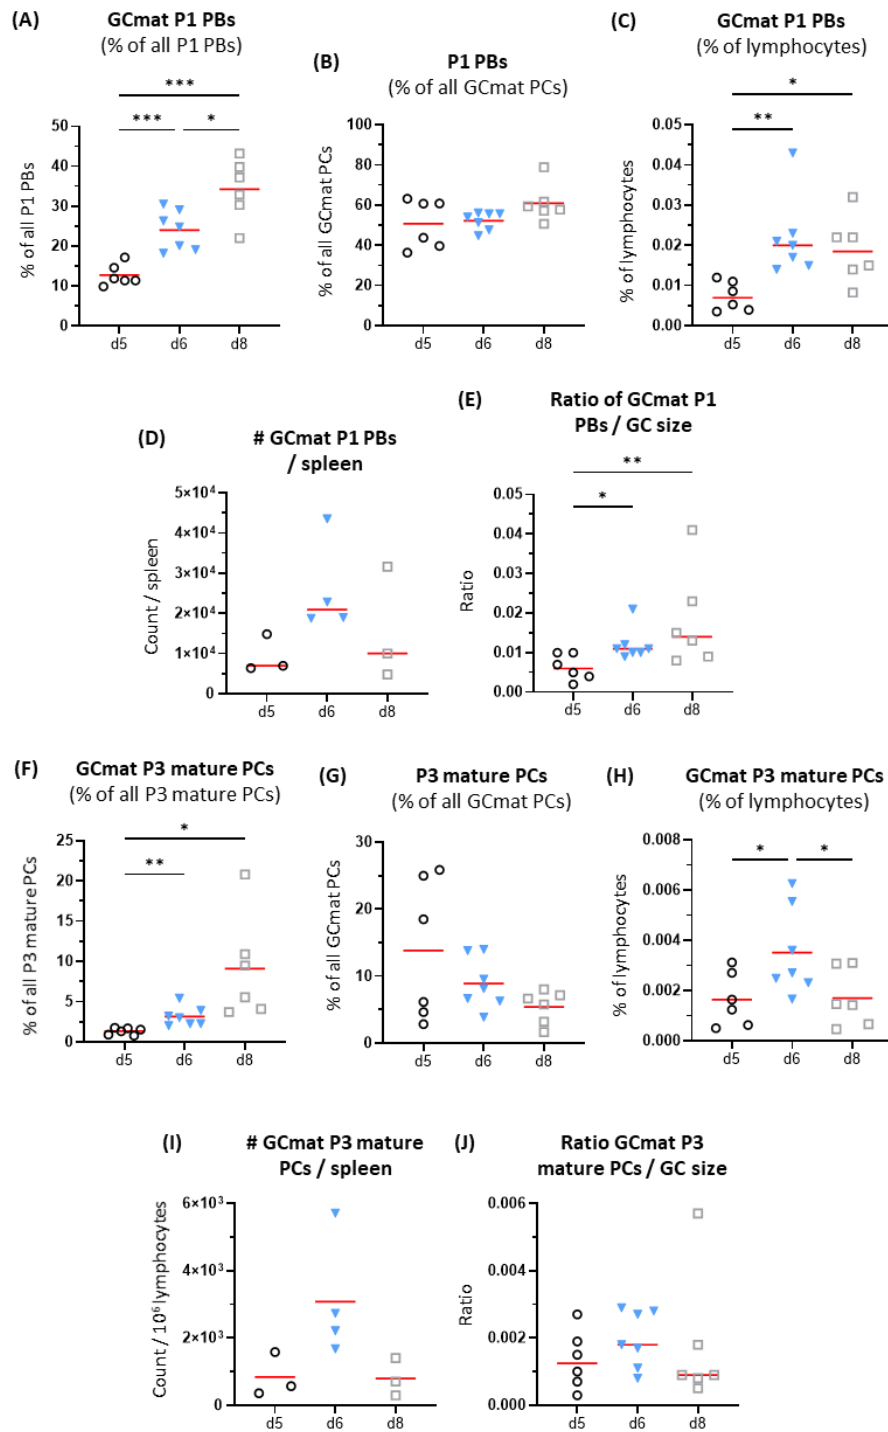 (A)
GCmat P1 PBs
(% of all P1 PBs)
***
*** *
% of all P1 PBs
50
40
30
20
10
0
d5 d6 d8
(B)
P1 PBs
(% of all GCmat PCs)
% of all GCmat PCs
100
80
60
40
20
0
d5 d6 d8
(C)
GCmat P1 PBs
(% of lymphocytes)
*
**
% of lymphocytes
0.05
0.04
0.03
0.02
0.01
0.00
d5 d6 d8
(D)
# GCmat P1 PBs
/ spleen
Count / spleen
5×10⁴
4×10⁴
3×10⁴
2×10⁴
1×10⁴
0
d5 d6 d8
(E)
Ratio of GCmat P1
PBs / GC size
**
*
Ratio
0.05
0.04
0.03
0.02
0.01
0.00
d5 d6 d8
(F)
GCmat P3 mature PCs
(% of all P3 mature PCs)
*
**
% of all P3 mature PCs
25
20
15
10
5
0
d5 d6 d8
(G)
P3 mature PCs
(% of all GCmat PCs)
% of all GCmat PCs
30
20
10
0
d5 d6 d8
(H)
GCmat P3 mature PCs
(% of lymphocytes)
* *
% of lymphocytes
0.008
0.006
0.004
0.002
0.000
d5 d6 d8
(I)
# GCmat P3 mature
PCs / spleen
Count / 10⁶ lymphocytes
6×10³
4×10³
2×10³
0
d5 d6 d8
(J)
Ratio GCmat P3
mature PCs / GC size
Ratio
0.006
0.004
0.002
0.000
d5 d6 d8